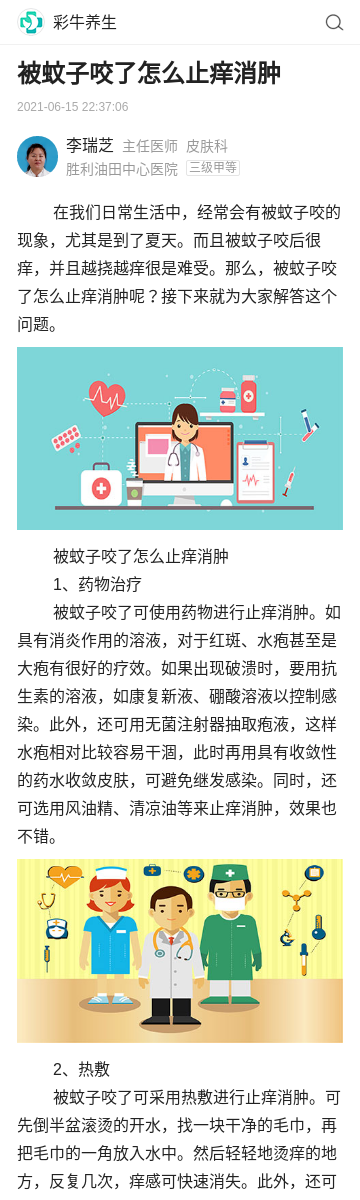 彩牛养生
被蚊子咬了怎么止痒消肿
2021-06-15 22:37:06
李瑞芝 主任医师 皮肤科
胜利油田中心医院 三级甲等
在我们日常生活中，经常会有被蚊子咬的
现象，尤其是到了夏天。而且被蚊子咬后很
痒，并且越挠越痒很是难受。那么，被蚊子咬
了怎么止痒消肿呢？接下来就为大家解答这个
问题。
被蚊子咬了怎么止痒消肿
1、药物治疗
被蚊子咬了可使用药物进行止痒消肿。如
具有消炎作用的溶液，对于红斑、水疱甚至是
大疱有很好的疗效。如果出现破溃时，要用抗
生素的溶液，如康复新液、硼酸溶液以控制感
染。此外，还可用无菌注射器抽取疱液，这样
水疱相对比较容易干涸，此时再用具有收敛性
的药水收敛皮肤，可避免继发感染。同时，还
可选用风油精、清凉油等来止痒消肿，效果也
不错。
2、热敷
被蚊子咬了可采用热敷进行止痒消肿。可
先倒半盆滚烫的开水，找一块干净的毛巾，再
把毛巾的一角放入水中。然后轻轻地烫痒的地
方，反复几次，痒感可快速消失。此外，还可